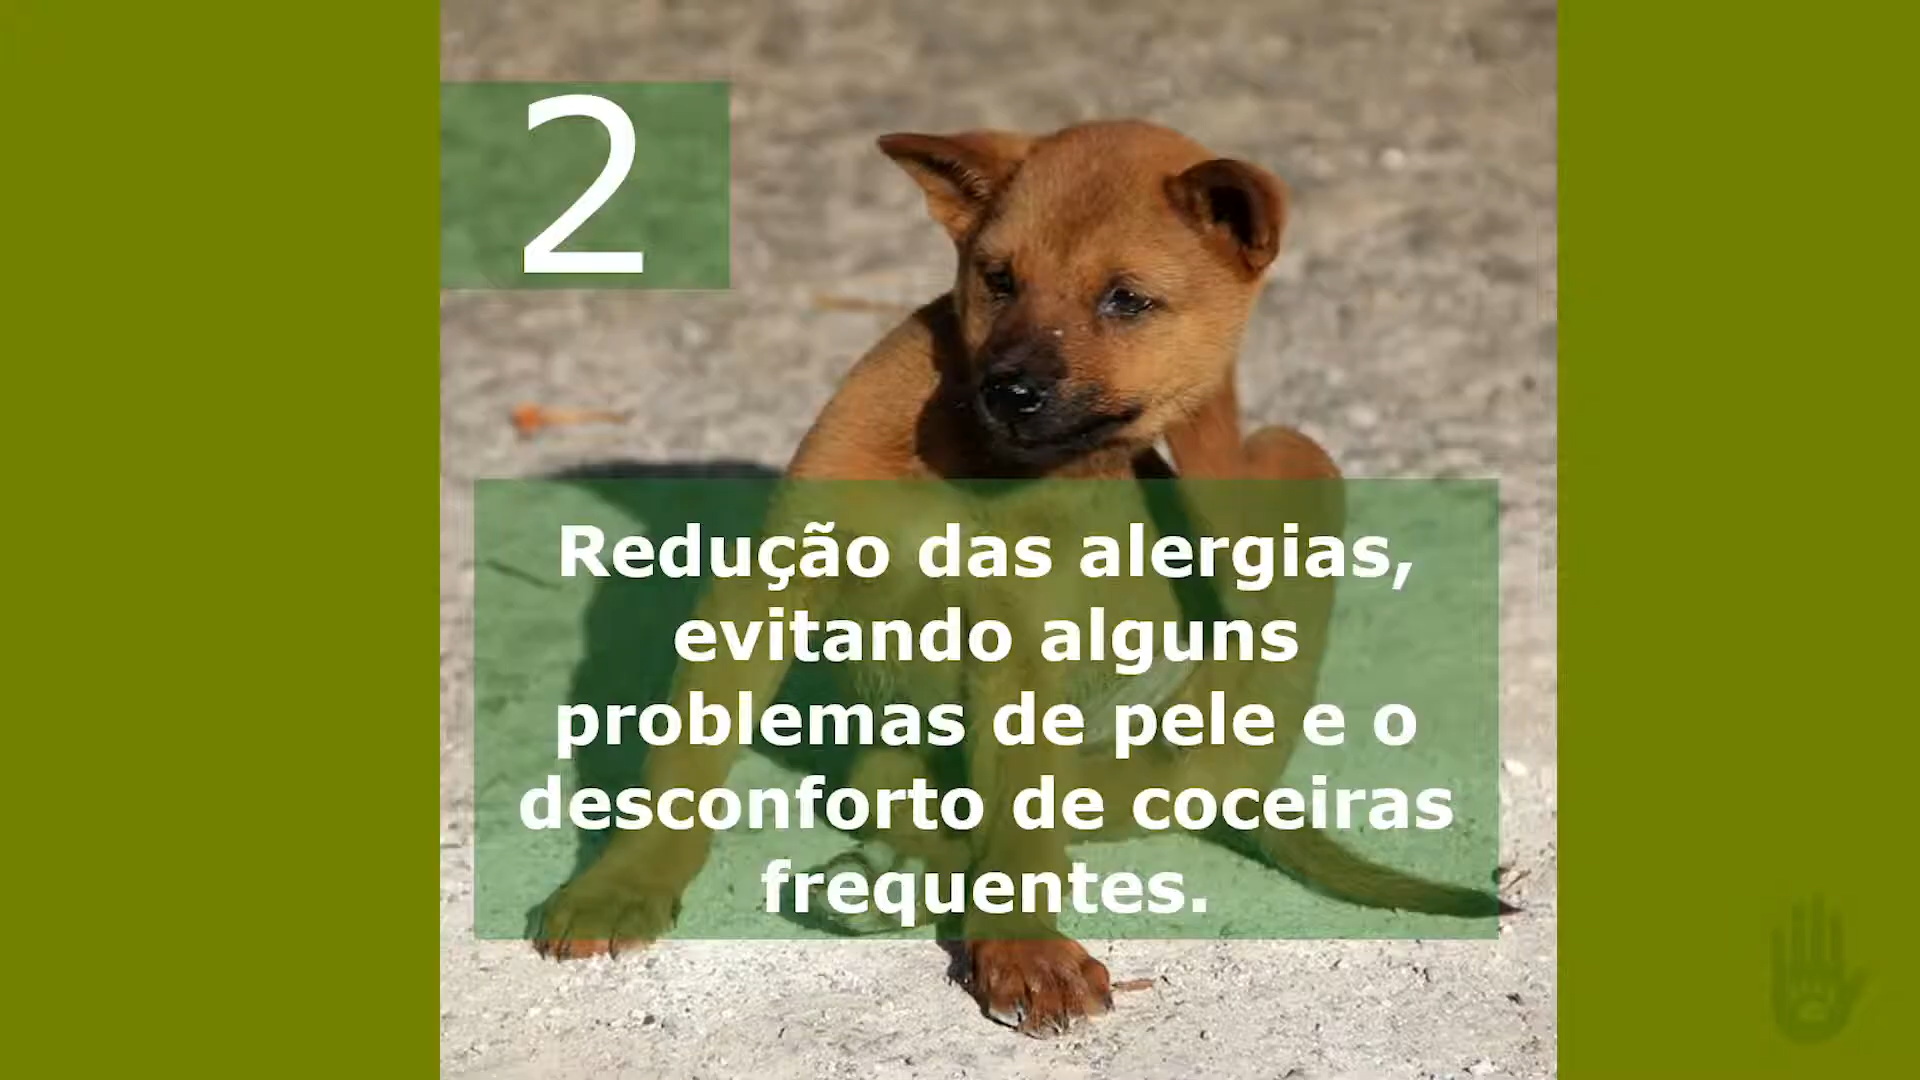 2
Redução das alergias,
evitando alguns
problemas de pele e o
desconforto de coceiras
frequentes.